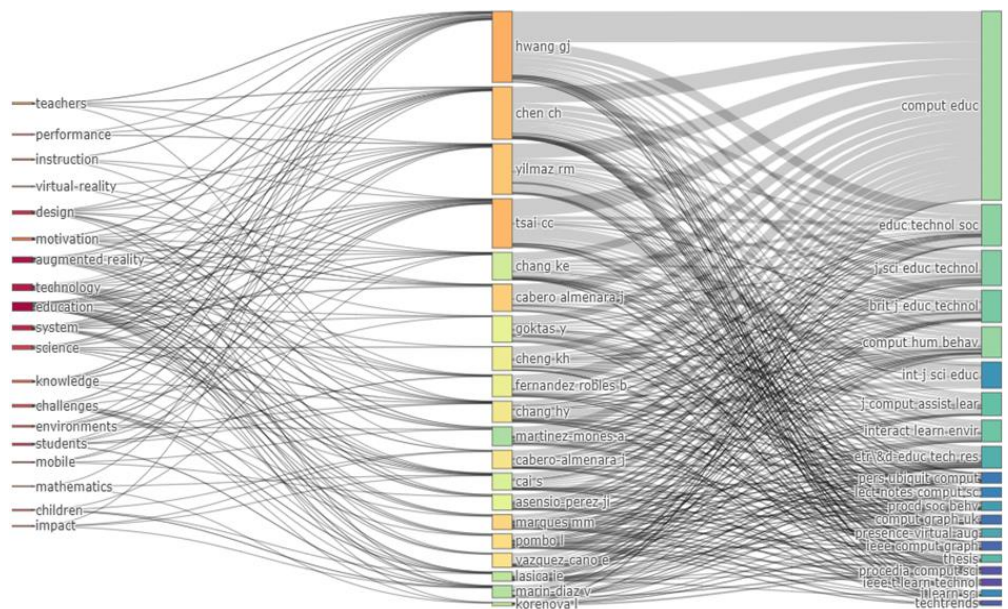 teachers
performance
instruction
virtual-reality
design
motivation
augmented-reality
technology
education
system
science
knowledge
challenges
environments
students
mobile
mathematics
children
impact
hwang gj
chen ch
yilmaz rm
tsai cc
chang ke
cabero almenara j
goktas y
cheng kh
fernandez robles b
chang hy
martinez-mones a
cabero-almenara j
cai s
asensio-perez ji
marques mm
pombo l
vazquez-cano e
lasica ie
marin-diaz v
korenova l
comput educ
educ technol soc
j sci educ technol
brit j educ technol
comput hum behav
int j sci educ
j comput assist lear
interact learn envir
etr &d-educ tech res
pers ubiquit comput
lect notes comput sc
procd soc behv
comput graph-uk
presence-virtual aug
ieee comput graph
thesis
procedia comput sci
ieee t learn technol
j learn sci
techtrends